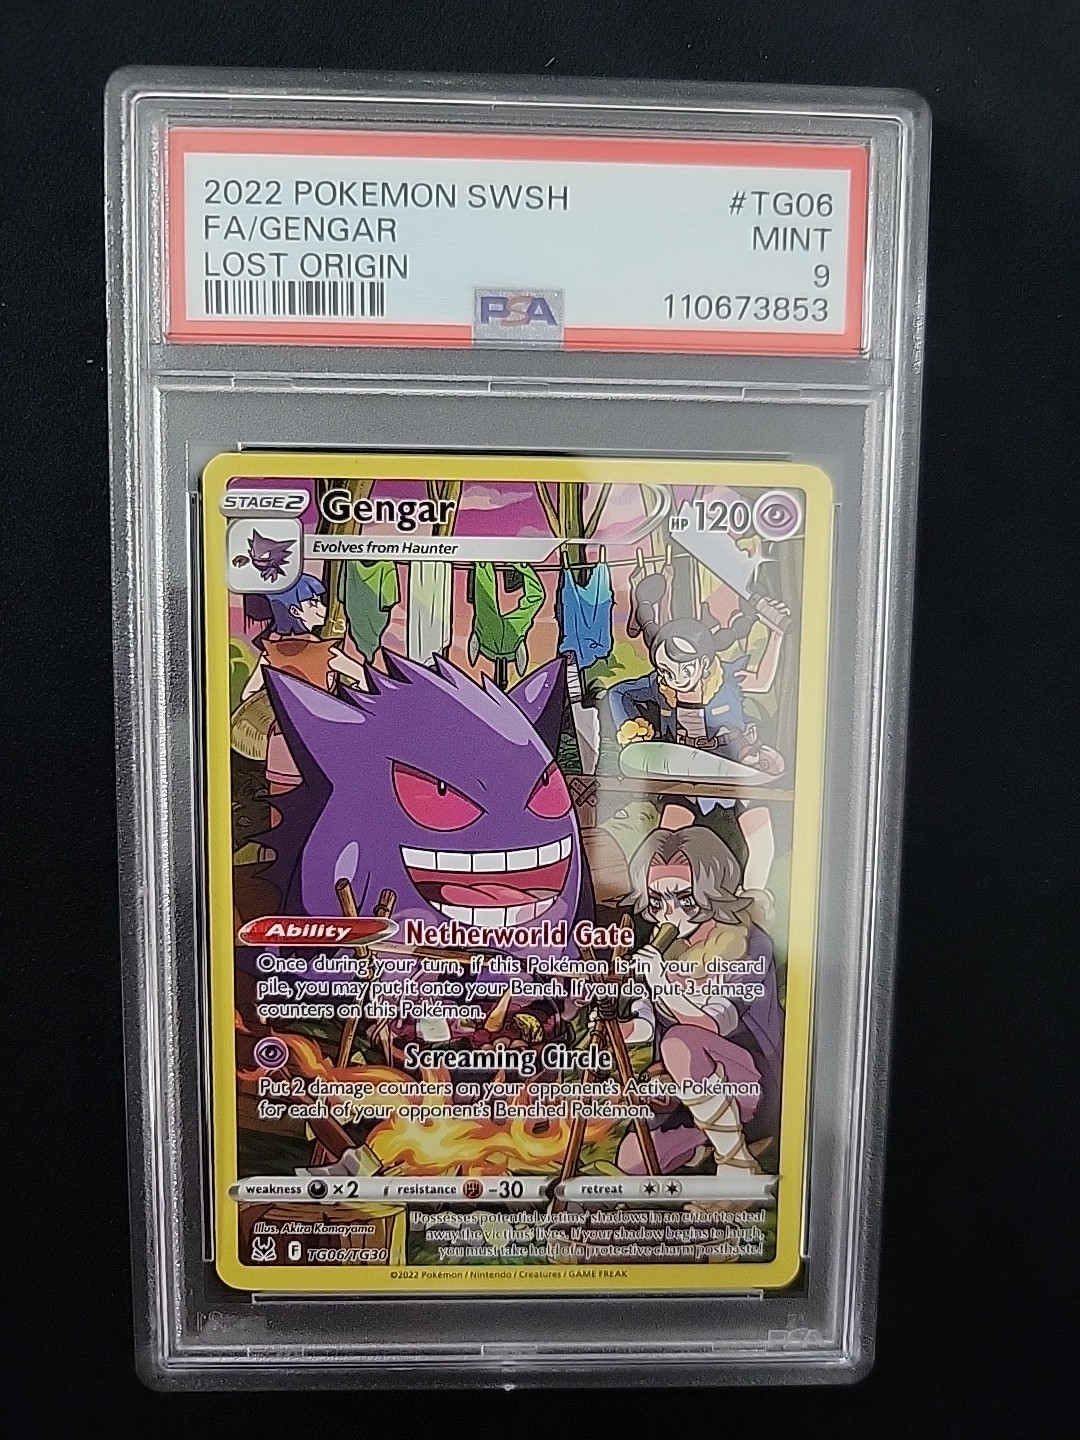 2022 POKEMON SWSH #TG06
FA/GENGAR MINT
LOST ORIGIN 9
PSA 110673853
STAGE 2 Gengar HP 120
Evolves from Haunter
Ability Netherworld Gate
Once during your turn, if this Pokémon is in your discard
pile, you may put it onto your Bench. If you do, put 3 damage
counters on this Pokémon.
Screaming Circle
Put 2 damage counters on your opponent's Active Pokémon
for each of your opponent's Benched Pokémon.
weakness ×2 resistance -30 retreat
Illus. Akira Komayama
Possesses potential victims' shadows in an effort to steal
away the victims' lives. If your shadow begins to laugh,
you must take hold of a protective charm posthaste!
F TG06/TG30
©2022 Pokémon / Nintendo / Creatures / GAME FREAK
PSA